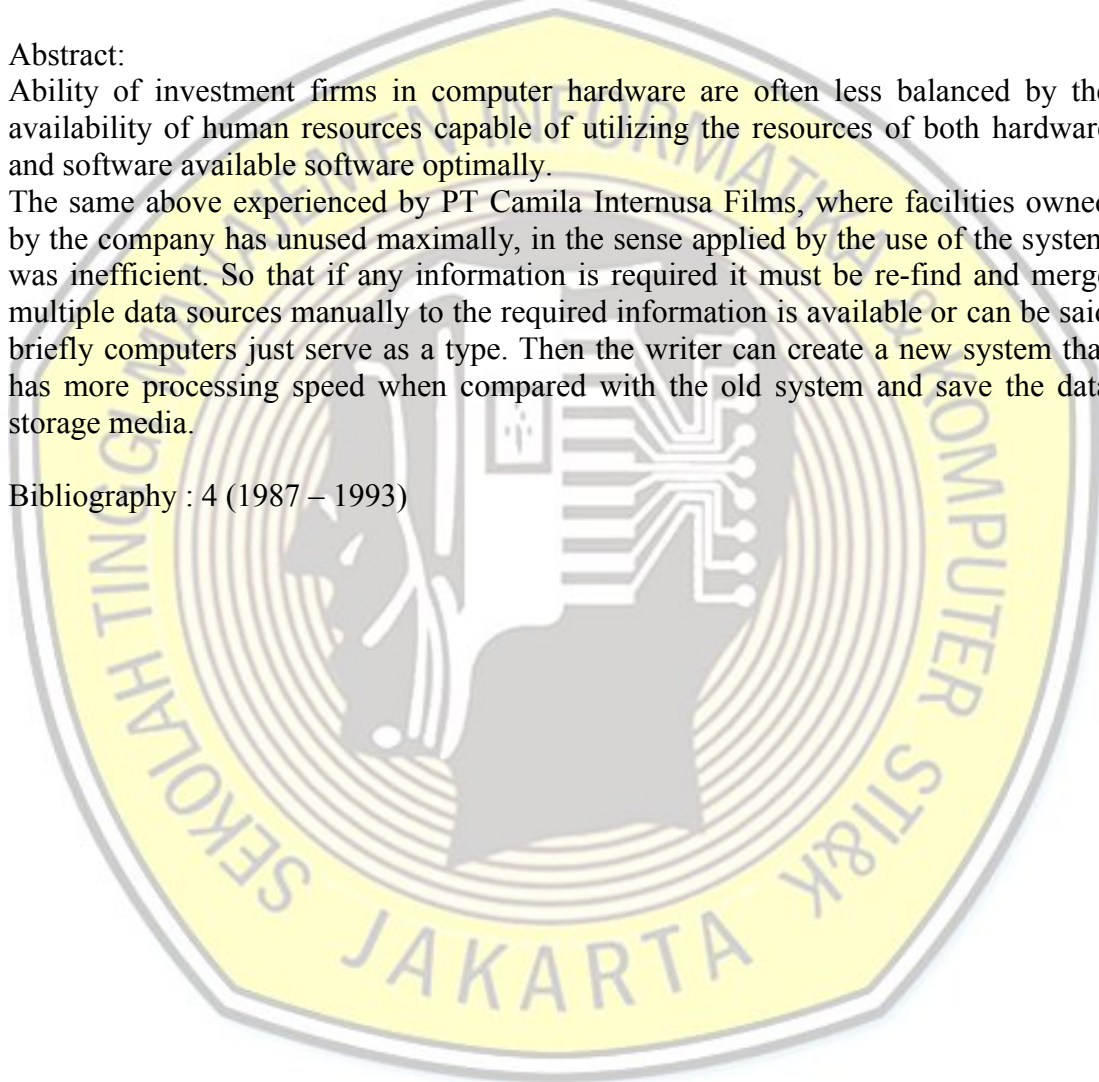 Abstract:
Ability of investment firms in computer hardware are often less balanced by th
availability of human resources capable of utilizing the resources of both hardwar
and software available software optimally.
The same above experienced by PT Camila Internusa Films, where facilities owne
by the company has unused maximally, in the sense applied by the use of the system
was inefficient. So that if any information is required it must be re-find and merg
multiple data sources manually to the required information is available or can be said
briefly computers just serve as a type. Then the writer can create a new system tha
has more processing speed when compared with the old system and save the data
storage media.
Bibliography : 4 (1987 – 1993)
SEKOLAH TINGGI MANAJEMEN INFORMATIKA & KOMPUTER STI&K
JAKARTA